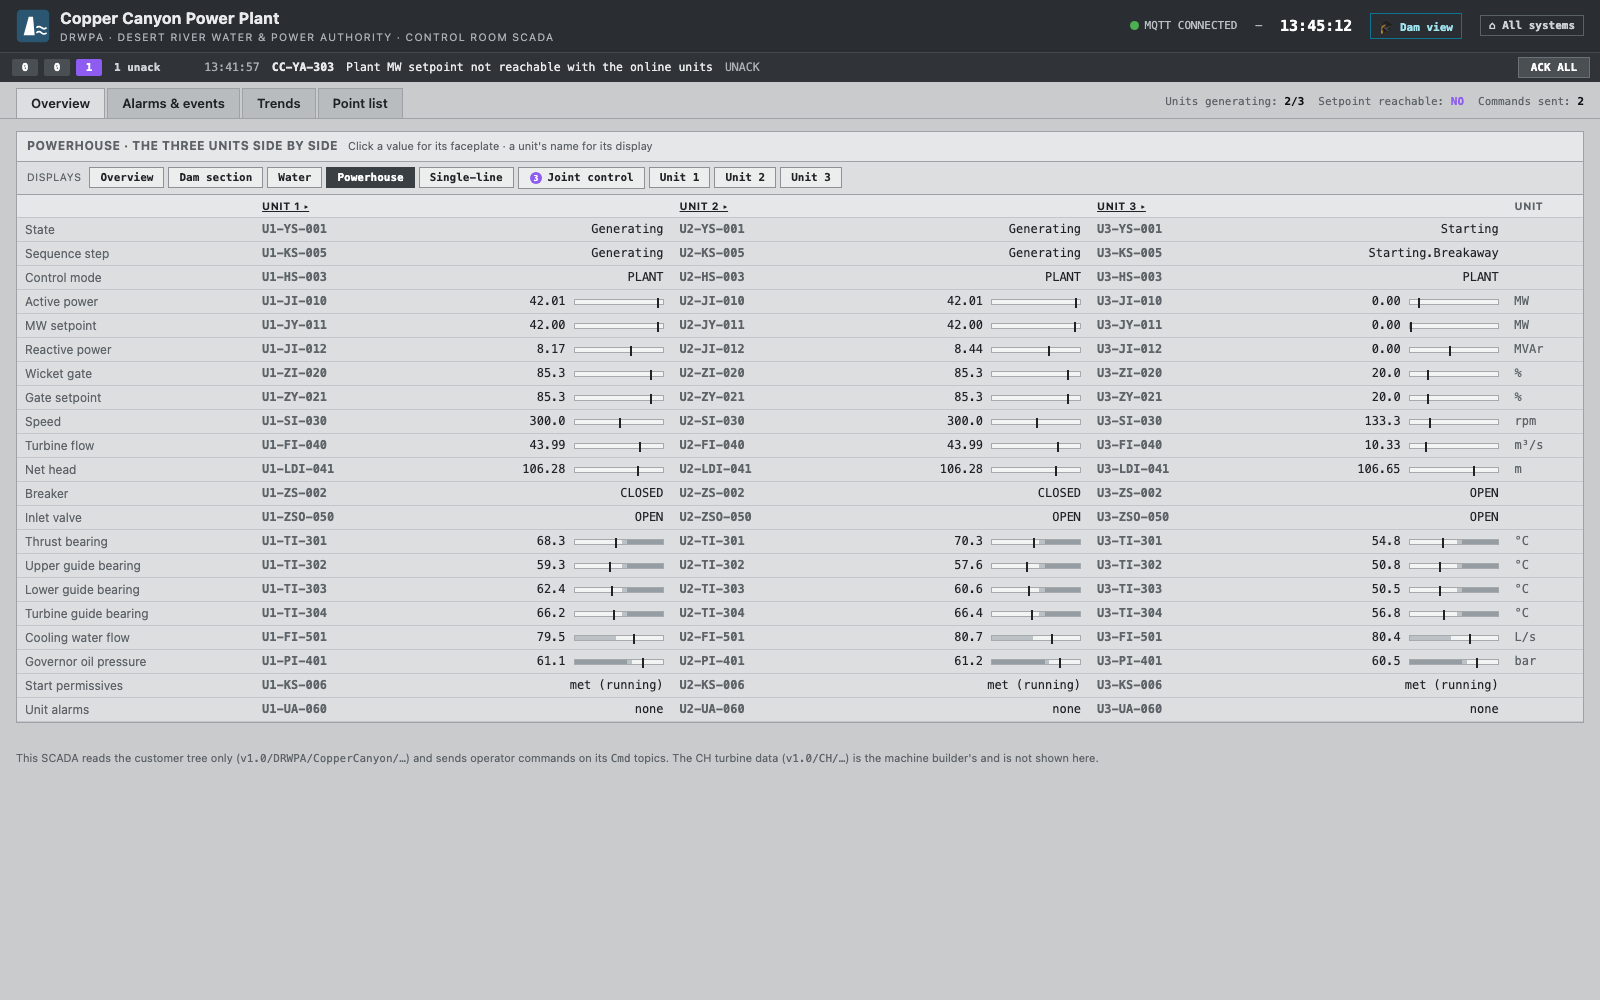 Copper Canyon Power Plant
DRWPA · DESERT RIVER WATER & POWER AUTHORITY · CONTROL ROOM SCADA
MQTT CONNECTED — 13:45:12 Dam view All systems
0 0 1 1 unack 13:41:57 CC-YA-303 Plant MW setpoint not reachable with the online units UNACK ACK ALL
Overview Alarms & events Trends Point list Units generating: 2/3 Setpoint reachable: NO Commands sent: 2
POWERHOUSE · THE THREE UNITS SIDE BY SIDE Click a value for its faceplate · a unit's name for its display
DISPLAYS Overview Dam section Water Powerhouse Single-line 3 Joint control Unit 1 Unit 2 Unit 3
UNIT 1 ▸ UNIT 2 ▸ UNIT 3 ▸ UNIT
State U1-YS-001 Generating U2-YS-001 Generating U3-YS-001 Starting
Sequence step U1-KS-005 Generating U2-KS-005 Generating U3-KS-005 Starting.Breakaway
Control mode U1-HS-003 PLANT U2-HS-003 PLANT U3-HS-003 PLANT
Active power U1-JI-010 42.01 U2-JI-010 42.01 U3-JI-010 0.00 MW
MW setpoint U1-JY-011 42.00 U2-JY-011 42.00 U3-JY-011 0.00 MW
Reactive power U1-JI-012 8.17 U2-JI-012 8.44 U3-JI-012 0.00 MVAr
Wicket gate U1-ZI-020 85.3 U2-ZI-020 85.3 U3-ZI-020 20.0 %
Gate setpoint U1-ZY-021 85.3 U2-ZY-021 85.3 U3-ZY-021 20.0 %
Speed U1-SI-030 300.0 U2-SI-030 300.0 U3-SI-030 133.3 rpm
Turbine flow U1-FI-040 43.99 U2-FI-040 43.99 U3-FI-040 10.33 m³/s
Net head U1-LDI-041 106.28 U2-LDI-041 106.28 U3-LDI-041 106.65 m
Breaker U1-ZS-002 CLOSED U2-ZS-002 CLOSED U3-ZS-002 OPEN
Inlet valve U1-ZSO-050 OPEN U2-ZSO-050 OPEN U3-ZSO-050 OPEN
Thrust bearing U1-TI-301 68.3 U2-TI-301 70.3 U3-TI-301 54.8 °C
Upper guide bearing U1-TI-302 59.3 U2-TI-302 57.6 U3-TI-302 50.8 °C
Lower guide bearing U1-TI-303 62.4 U2-TI-303 60.6 U3-TI-303 50.5 °C
Turbine guide bearing U1-TI-304 66.2 U2-TI-304 66.4 U3-TI-304 56.8 °C
Cooling water flow U1-FI-501 79.5 U2-FI-501 80.7 U3-FI-501 80.4 L/s
Governor oil pressure U1-PI-401 61.1 U2-PI-401 61.2 U3-PI-401 60.5 bar
Start permissives U1-KS-006 met (running) U2-KS-006 met (running) U3-KS-006 met (running)
Unit alarms U1-UA-060 none U2-UA-060 none U3-UA-060 none
This SCADA reads the customer tree only (v1.0/DRWPA/CopperCanyon/…) and sends operator commands on its Cmd topics. The CH turbine data (v1.0/CH/…) is the machine builder's and is not shown here.